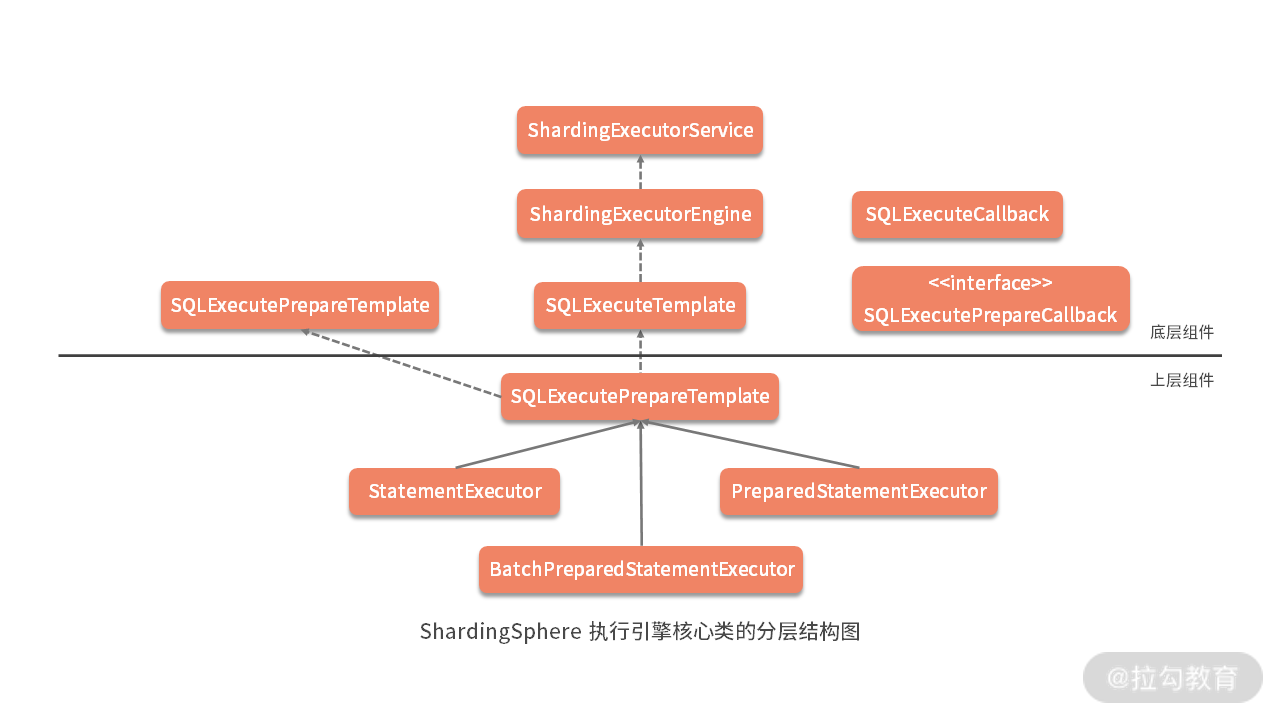 ShardingExecutorService
ShardingExecutorEngine
SQLExecuteCallback
SQLExecutePrepareTemplate
SQLExecuteTemplate
<<interface>>
SQLExecutePrepareCallback
底层组件
上层组件
SQLExecutePrepareTemplate
StatementExecutor
PreparedStatementExecutor
BatchPreparedStatementExecutor
ShardingSphere 执行引擎核心类的分层结构图
@拉勾教育